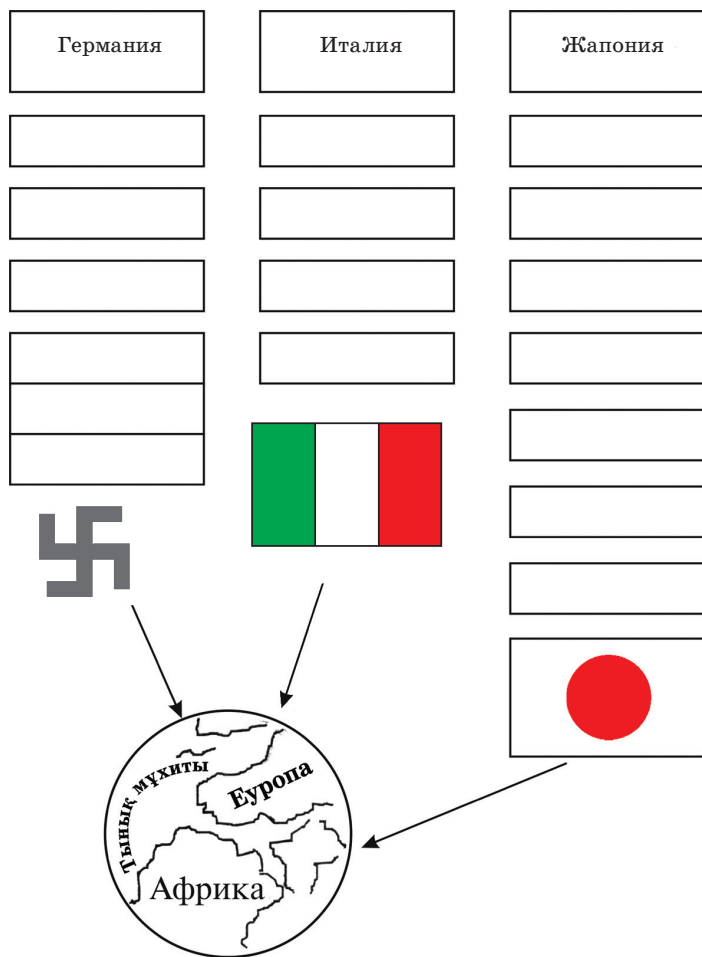 Германия
Италия
Жапония
Тынық мұхиты
Еуропа
Африка